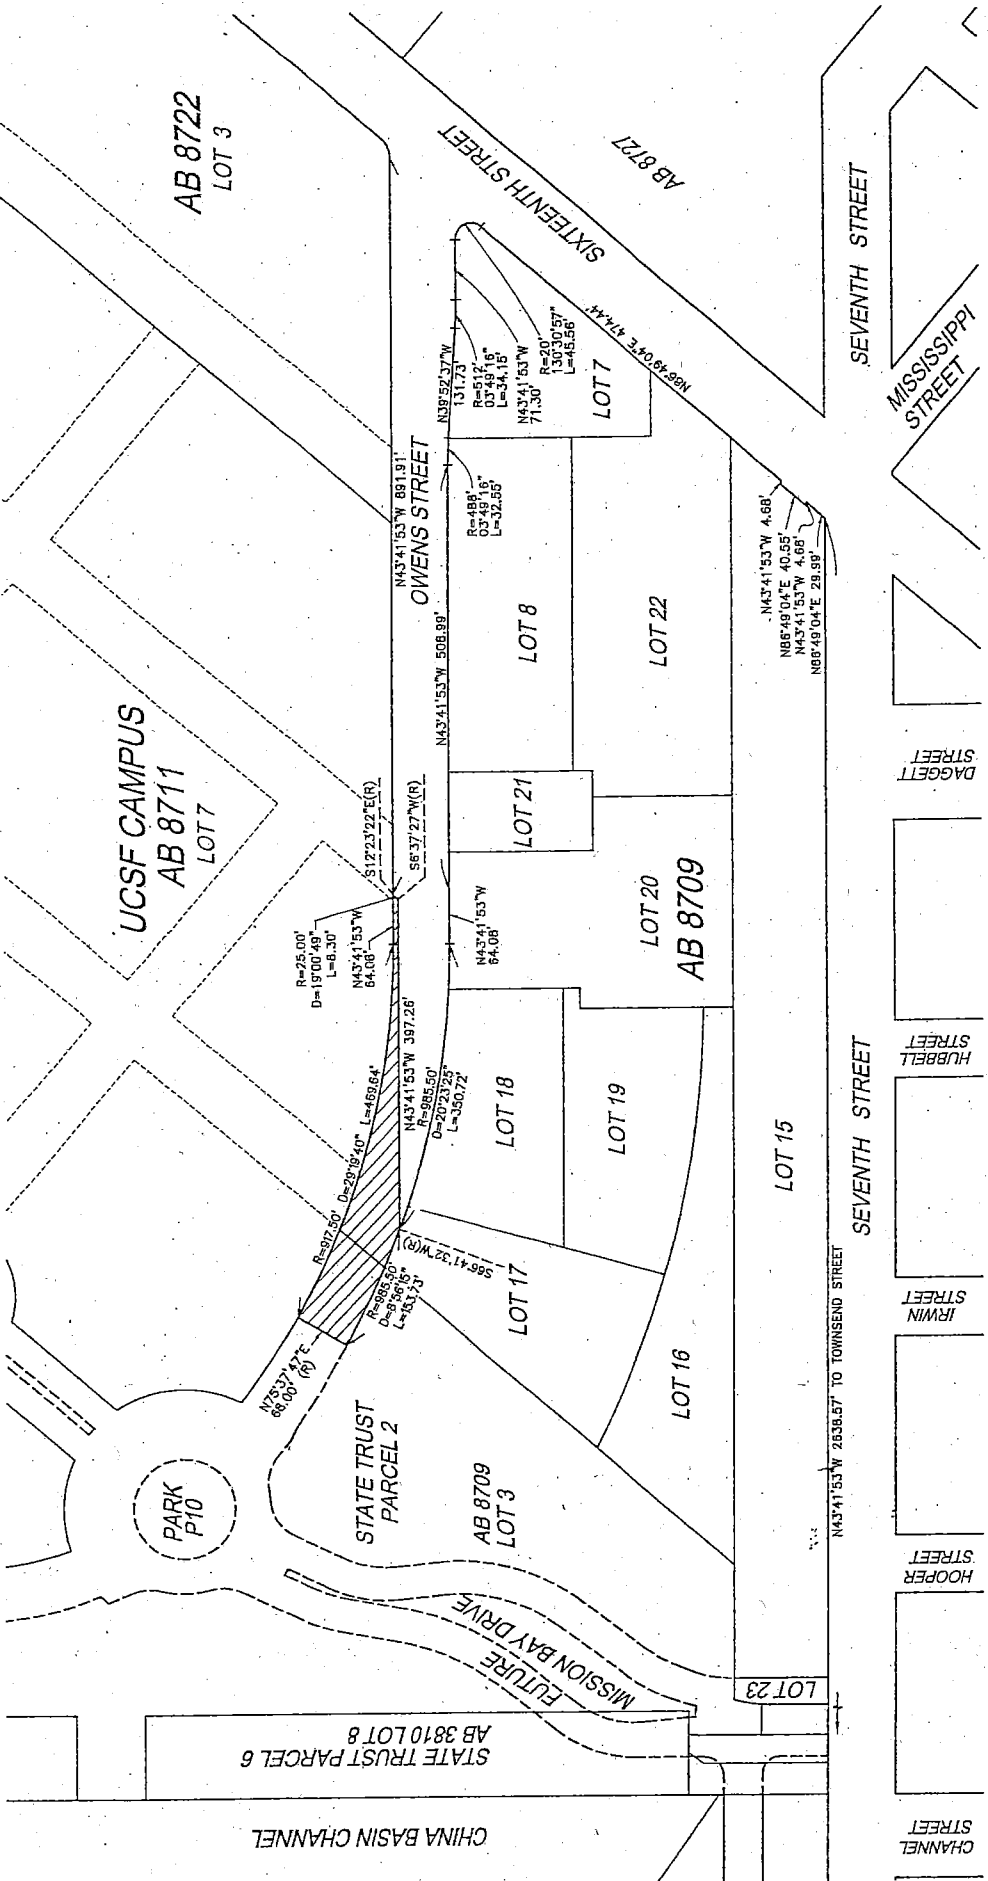 AB 8722
LOT 3
AB 8727
SIXTEENTH STREET
SEVENTH STREET
MISSISSIPPI
STREET
N39°52'37"W
131.73'
R=512'
03°49'16"
L=34.15'
N43°41'53"W
71.30'
R=20'
130°30'57"
L=45.56'
LOT 7
N86°49'04"E 474.44'
N43°41'53"W 891.91'
OWENS STREET
R=488'
03°49'16"
L=32.55'
N43°41'53"W 4.68'
N86°49'04"E 40.55'
N43°41'53"W 4.68'
N86°49'04"E 29.99'
N43°41'53"W 508.99'
LOT 8
LOT 22
DAGGETT
STREET
UCSF CAMPUS
AB 8711
LOT 7
S12°23'22"E(R)
S6°37'27"W(R)
LOT 21
R=25.00'
D=19°00'49"
L=8.30'
N43°41'53"W
64.08'
N43°41'53"W
64.08'
LOT 20
AB 8709
R=917.50' D=29°19'40" L=469.64'
N43°41'53"W 397.26'
R=985.50'
D=20°23'25"
L=350.72'
LOT 18
LOT 19
LOT 15
SEVENTH STREET
HUBBELL
STREET
S66°41'32"W(R)
R=985.50'
D=8°56'15"
L=153.73'
LOT 17
N75°37'47"E
68.00' (R)
LOT 16
N43°41'53"W 2638.57' TO TOWNSEND STREET
IRWIN
STREET
STATE TRUST
PARCEL 2
AB 8709
LOT 3
PARK
P10
HOOPER
STREET
FUTURE
MISSION BAY DRIVE
LOT 23
STATE TRUST PARCEL 6
AB 3810 LOT 8
CHINA BASIN CHANNEL
CHANNEL
STREET